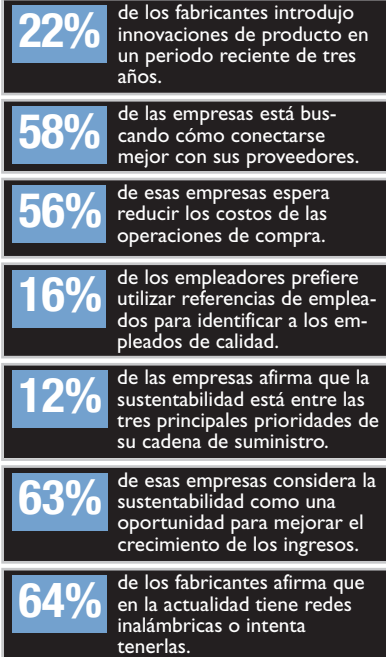 22%
de los fabricantes introdujo
innovaciones de producto en
un periodo reciente de tres
años.
58%
de las empresas está bus-
cando cómo conectarse
mejor con sus proveedores.
56%
de esas empresas espera
reducir los costos de las
operaciones de compra.
16%
de los empleadores prefiere
utilizar referencias de emplea-
dos para identificar a los em-
pleados de calidad.
12%
de las empresas afirma que la
sustentabilidad está entre las
tres principales prioridades de
su cadena de suministro.
63%
de esas empresas considera la
sustentabilidad como una
oportunidad para mejorar el
crecimiento de los ingresos.
64%
de los fabricantes afirma que
en la actualidad tiene redes
inalámbricas o intenta
tenerlas.